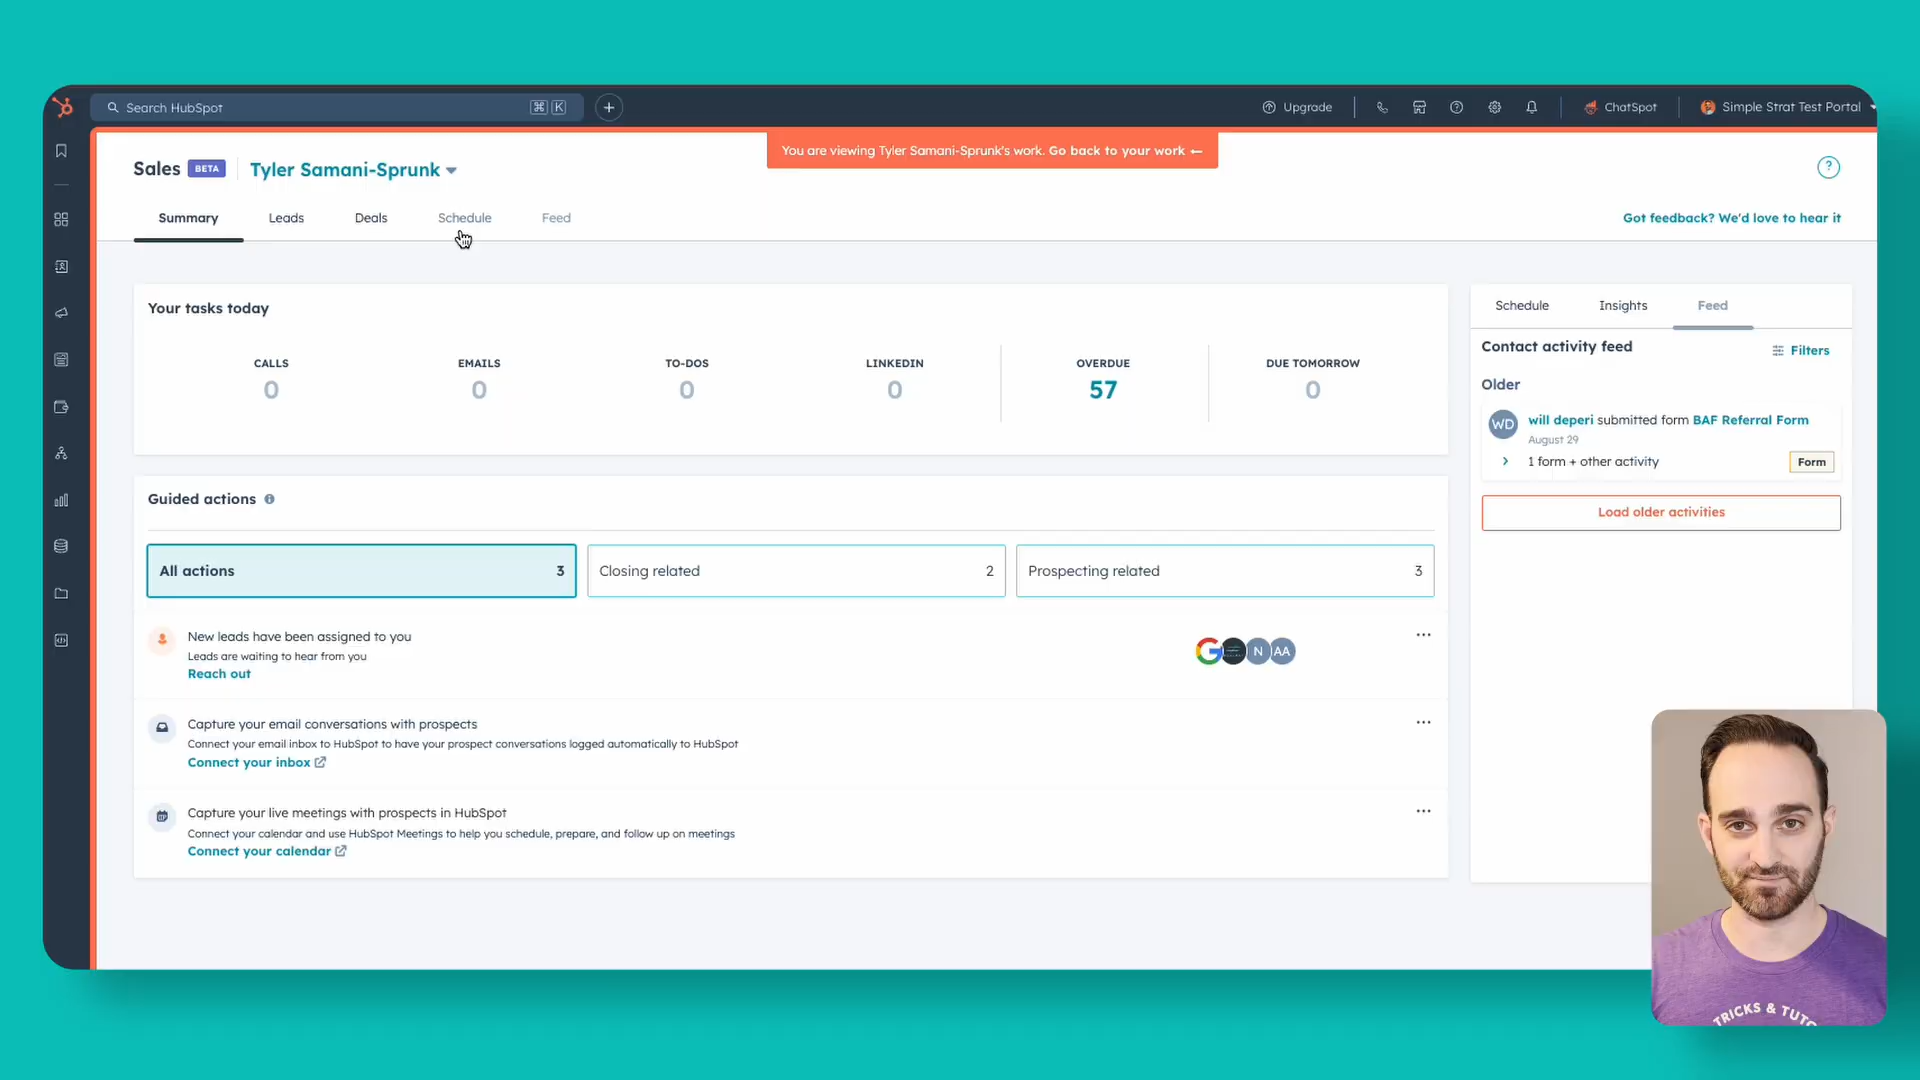 Search HubSpot
⌘ K
+
Upgrade
ChatSpot
Simple Strat Test Portal
You are viewing Tyler Samani-Sprunk's work. Go back to your work ←
Sales BETA
Tyler Samani-Sprunk
?
Summary
Leads
Deals
Schedule
Feed
Got feedback? We'd love to hear it
Your tasks today
CALLS
0
EMAILS
0
TO-DOS
0
LINKEDIN
0
OVERDUE
57
DUE TOMORROW
0
Guided actions
All actions 3
Closing related 2
Prospecting related 3
New leads have been assigned to you
Leads are waiting to hear from you
Reach out
G
N
AA
Capture your email conversations with prospects
Connect your email inbox to HubSpot to have your prospect conversations logged automatically to HubSpot
Connect your inbox
Capture your live meetings with prospects in HubSpot
Connect your calendar and use HubSpot Meetings to help you schedule, prepare, and follow up on meetings
Connect your calendar
Schedule
Insights
Feed
Contact activity feed
Filters
Older
WD
will deperi submitted form BAF Referral Form
August 29
1 form + other activity
Form
Load older activities
TRICKS & TUTO